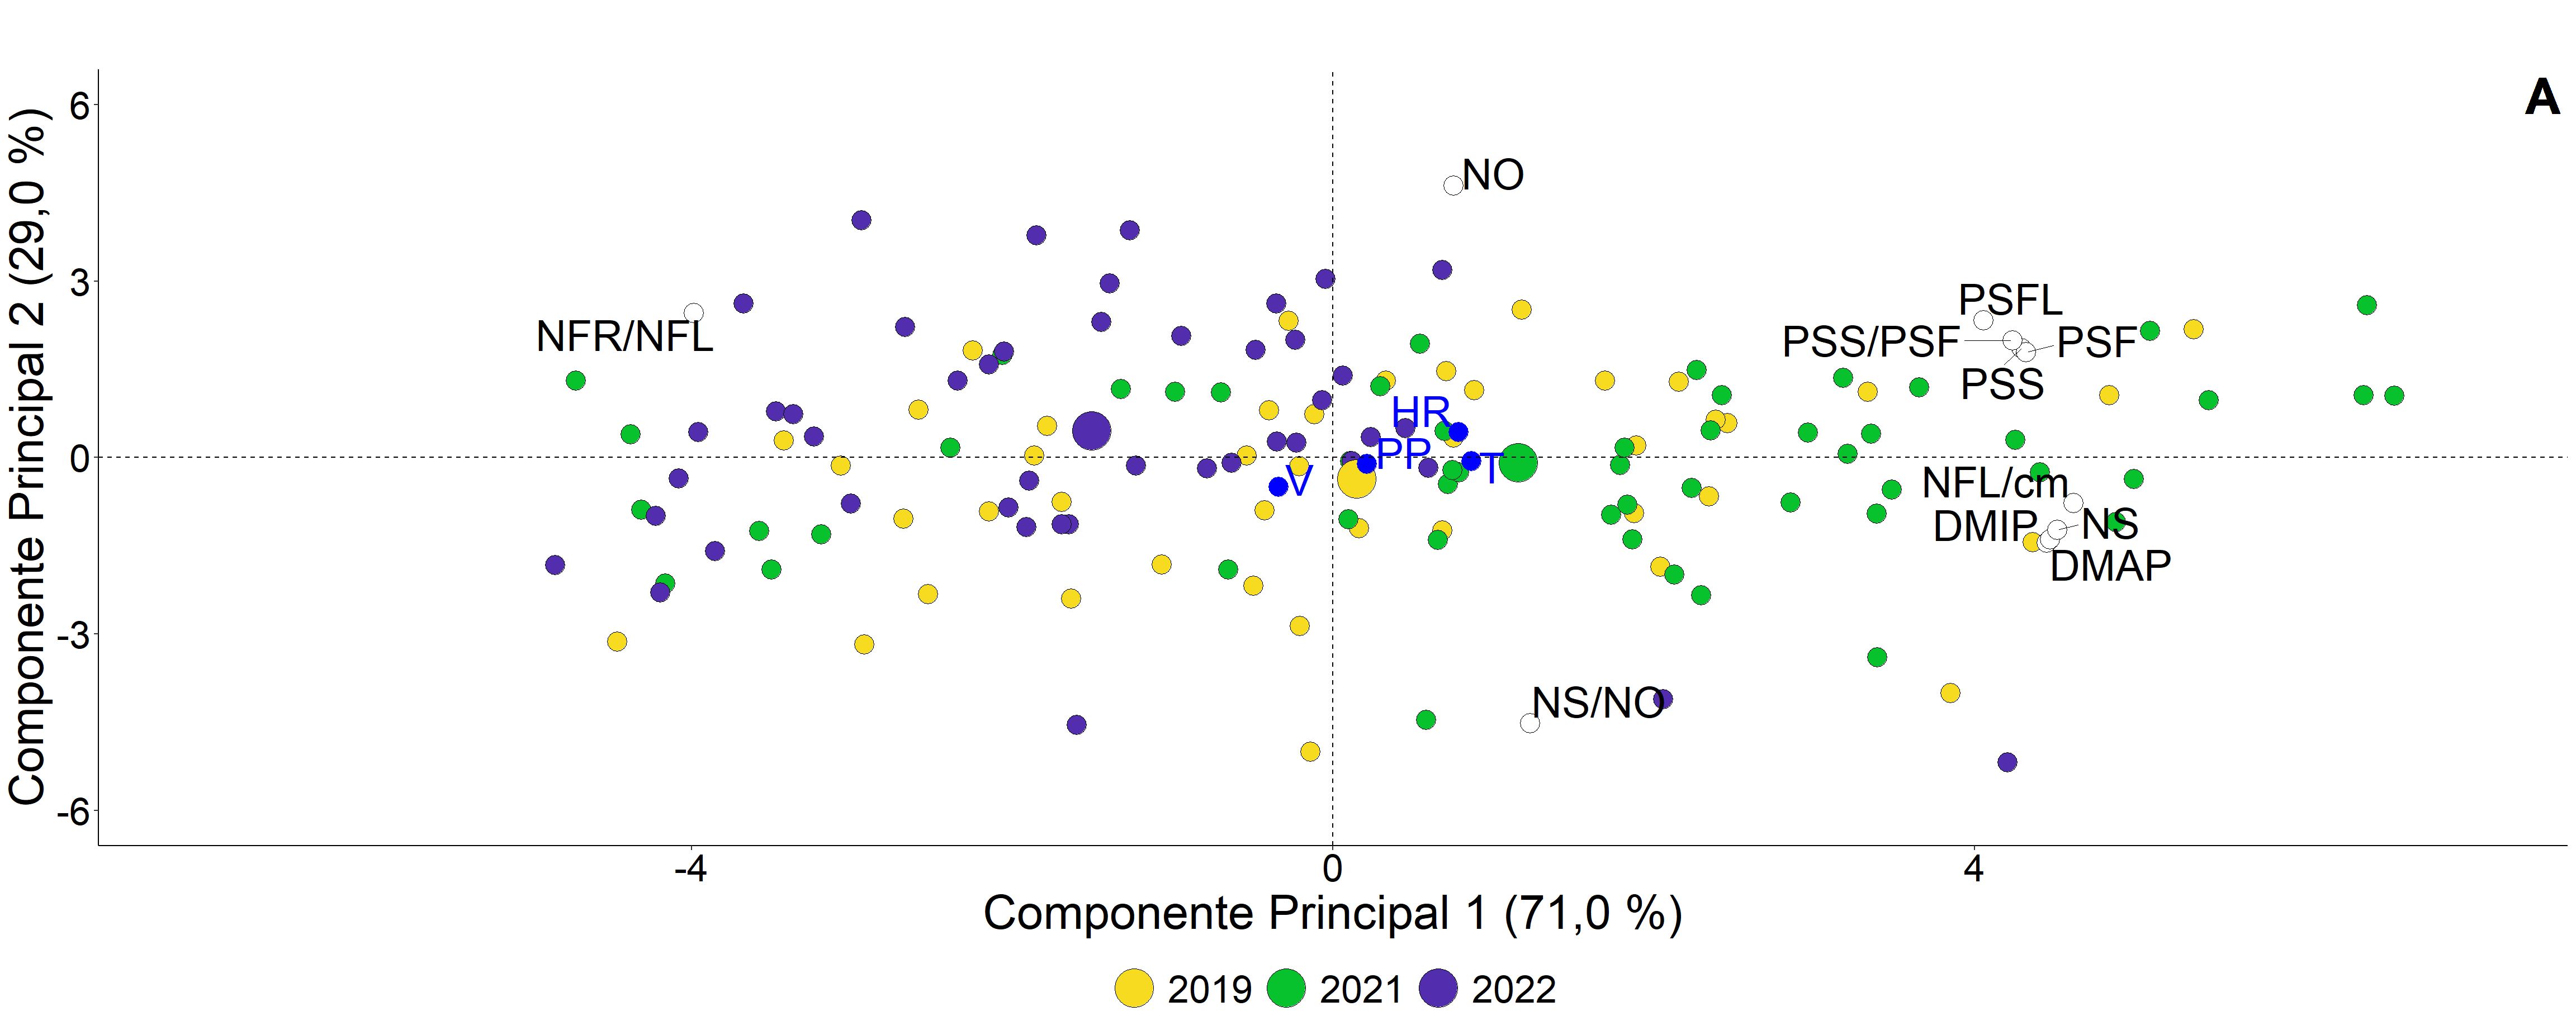 A
Componente Principal 2 (29,0 %)
6
3
0
-3
-6
NO
NFR/NFL
PSFL
PSS/PSF
PSF
PSS
HR
PP
T
V
NFL/cm
DMIP
NS
DMAP
NS/NO
-4
0
4
Componente Principal 1 (71,0 %)
2019
2021
2022